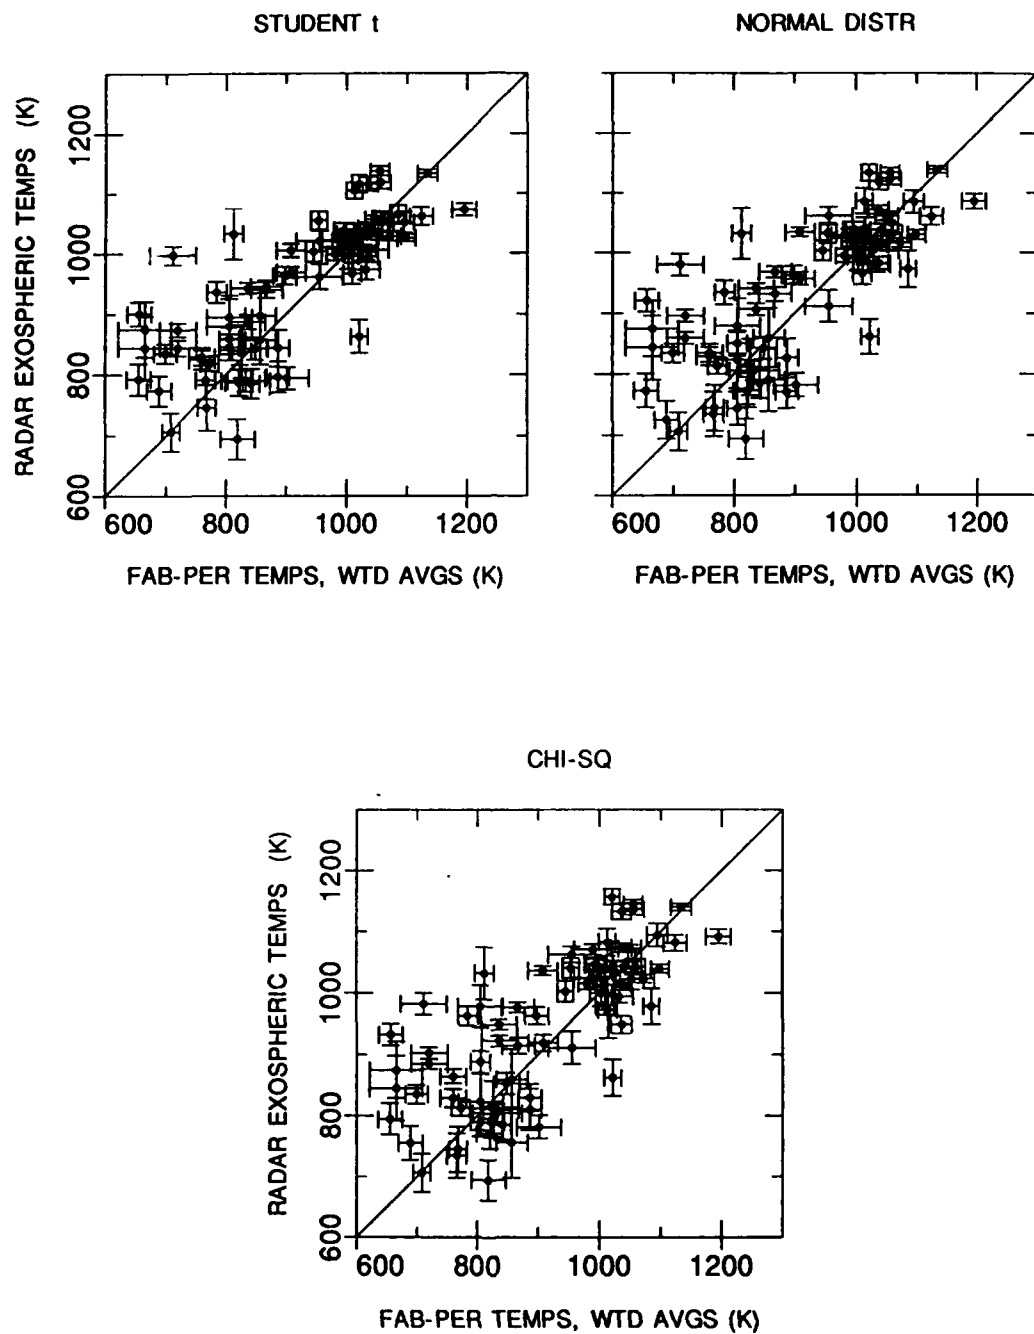 STUDENT t
RADAR EXOSPHERIC TEMPS (K)
1200
1000
800
600
600 800 1000 1200
FAB-PER TEMPS, WTD AVGS (K)
NORMAL DISTR
600 800 1000 1200
FAB-PER TEMPS, WTD AVGS (K)
CHI-SQ
RADAR EXOSPHERIC TEMPS (K)
1200
1000
800
600
600 800 1000 1200
FAB-PER TEMPS, WTD AVGS (K)